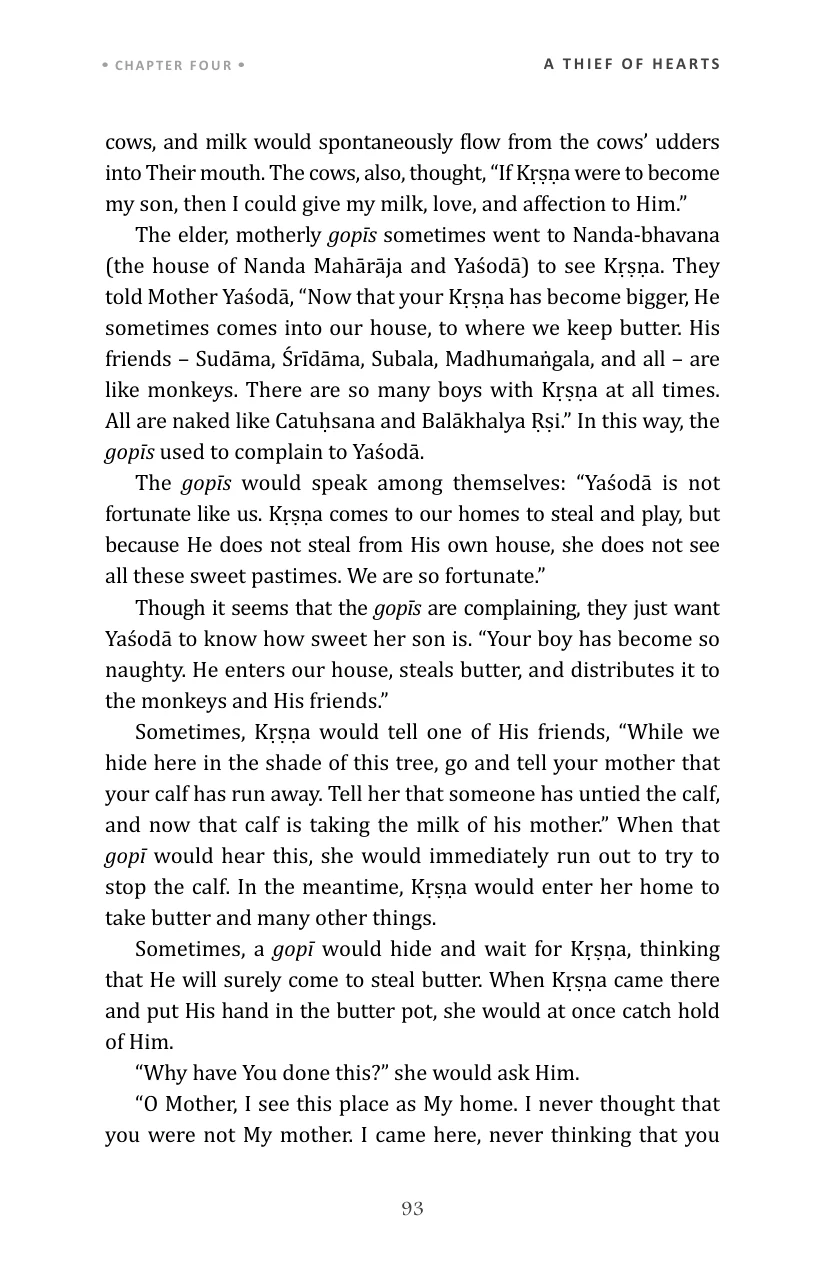 • CHAPTER FOUR •
A THIEF OF HEARTS
cows, and milk would spontaneously flow from the cows’ udders
into Their mouth. The cows, also, thought, “If Kṛṣṇa were to become
my son, then I could give my milk, love, and affection to Him.”
The elder, motherly gopīs sometimes went to Nanda-bhavana
(the house of Nanda Mahārāja and Yaśodā) to see Kṛṣṇa. They
told Mother Yaśodā, “Now that your Kṛṣṇa has become bigger, He
sometimes comes into our house, to where we keep butter. His
friends – Sudāma, Śrīdāma, Subala, Madhumaṅgala, and all – are
like monkeys. There are so many boys with Kṛṣṇa at all times.
All are naked like Catuḥsana and Balākhalya Ṛṣi.” In this way, the
gopīs used to complain to Yaśodā.
The gopīs would speak among themselves: “Yaśodā is not
fortunate like us. Kṛṣṇa comes to our homes to steal and play, but
because He does not steal from His own house, she does not see
all these sweet pastimes. We are so fortunate.”
Though it seems that the gopīs are complaining, they just want
Yaśodā to know how sweet her son is. “Your boy has become so
naughty. He enters our house, steals butter, and distributes it to
the monkeys and His friends.”
Sometimes, Kṛṣṇa would tell one of His friends, “While we
hide here in the shade of this tree, go and tell your mother that
your calf has run away. Tell her that someone has untied the calf,
and now that calf is taking the milk of his mother.” When that
gopī would hear this, she would immediately run out to try to
stop the calf. In the meantime, Kṛṣṇa would enter her home to
take butter and many other things.
Sometimes, a gopī would hide and wait for Kṛṣṇa, thinking
that He will surely come to steal butter. When Kṛṣṇa came there
and put His hand in the butter pot, she would at once catch hold
of Him.
“Why have You done this?” she would ask Him.
“O Mother, I see this place as My home. I never thought that
you were not My mother. I came here, never thinking that you
93